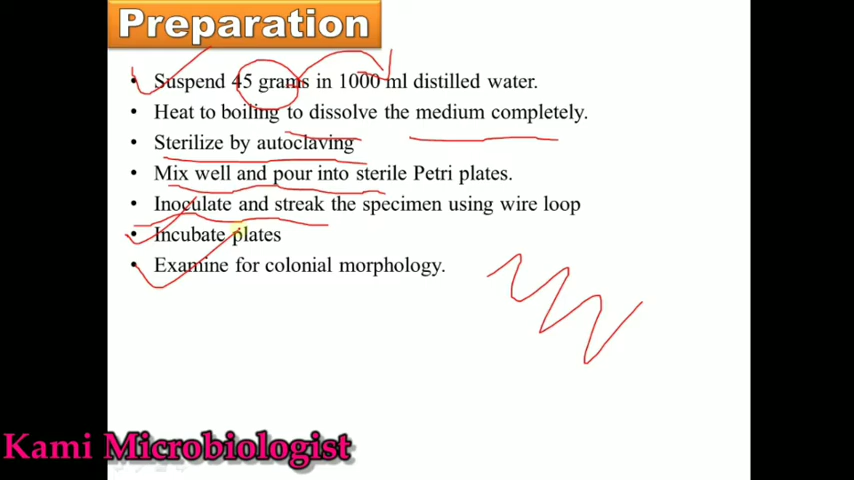 Preparation
• Suspend 45 grams in 1000 ml distilled water.
• Heat to boiling to dissolve the medium completely.
• Sterilize by autoclaving
• Mix well and pour into sterile Petri plates.
• Inoculate and streak the specimen using wire loop
• Incubate plates
• Examine for colonial morphology.
Kami Microbiologist